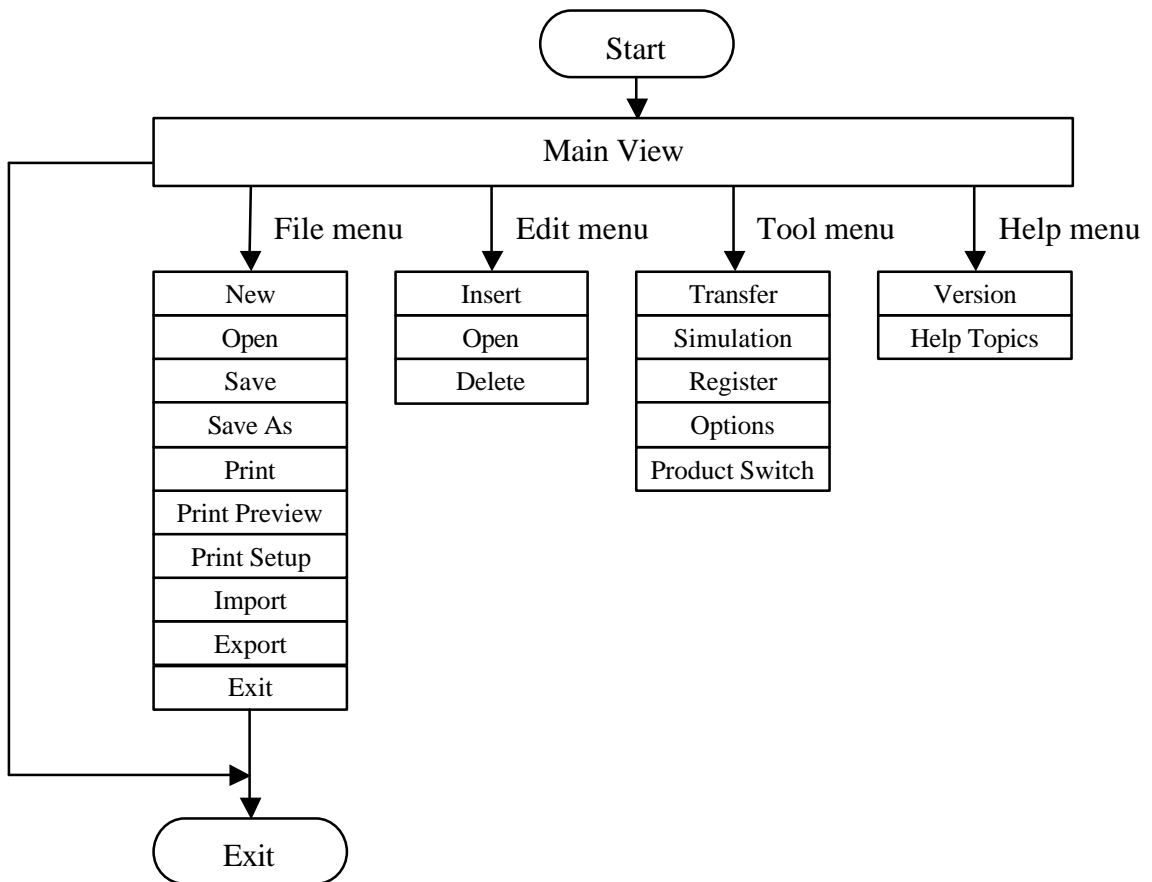 Start
Main View
File menu
Edit menu
Tool menu
Help menu
New
Open
Save
Save As
Print
Print Preview
Print Setup
Import
Export
Exit
Insert
Open
Delete
Transfer
Simulation
Register
Options
Product Switch
Version
Help Topics
Exit